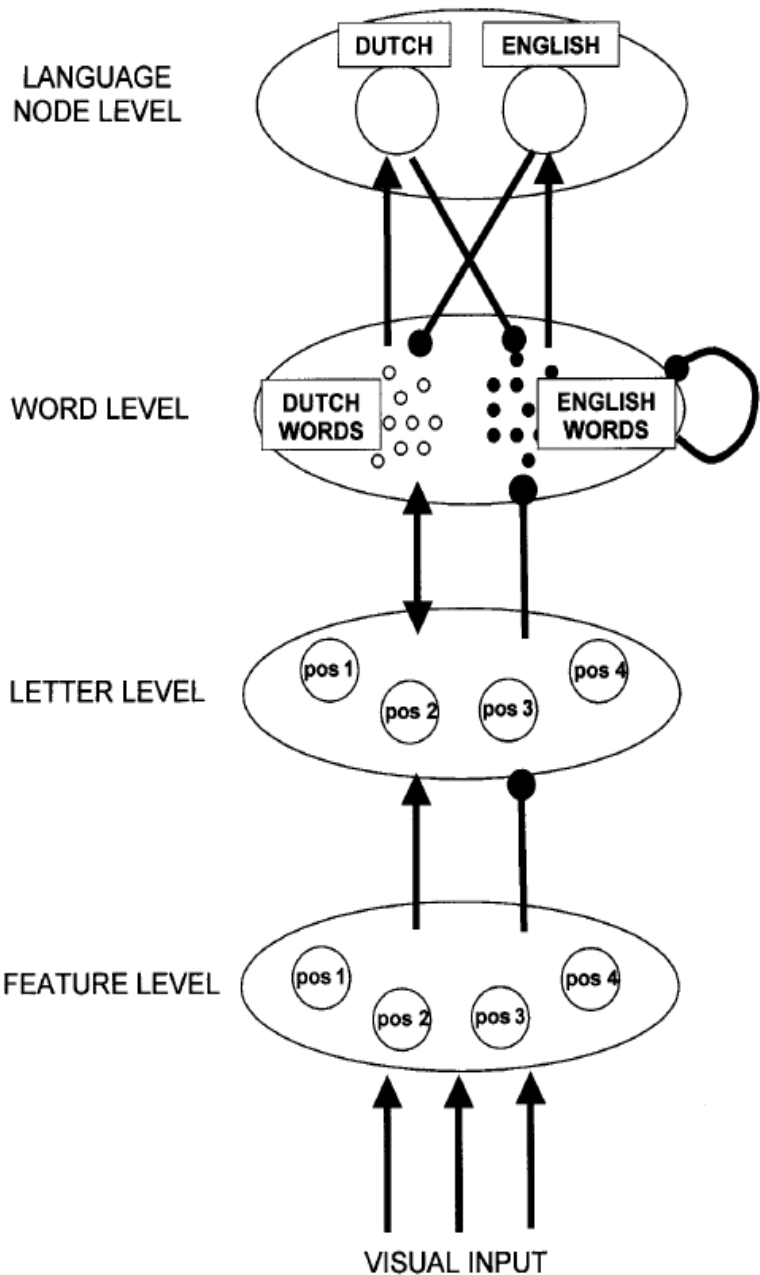 DUTCH
ENGLISH
LANGUAGE
NODE LEVEL
WORD LEVEL
DUTCH
WORDS
ENGLISH
WORDS
LETTER LEVEL
pos 1
pos 2
pos 3
pos 4
FEATURE LEVEL
pos 1
pos 2
pos 3
pos 4
VISUAL INPUT